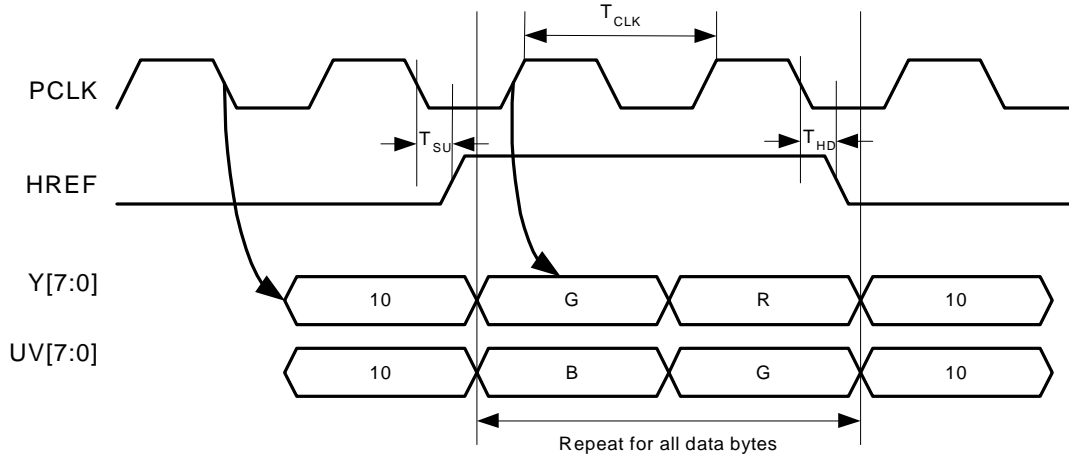 T_CLK
PCLK
T_SU
T_HD
HREF
Y[7:0]
10
G
R
10
UV[7:0]
10
B
G
10
Repeat for all data bytes